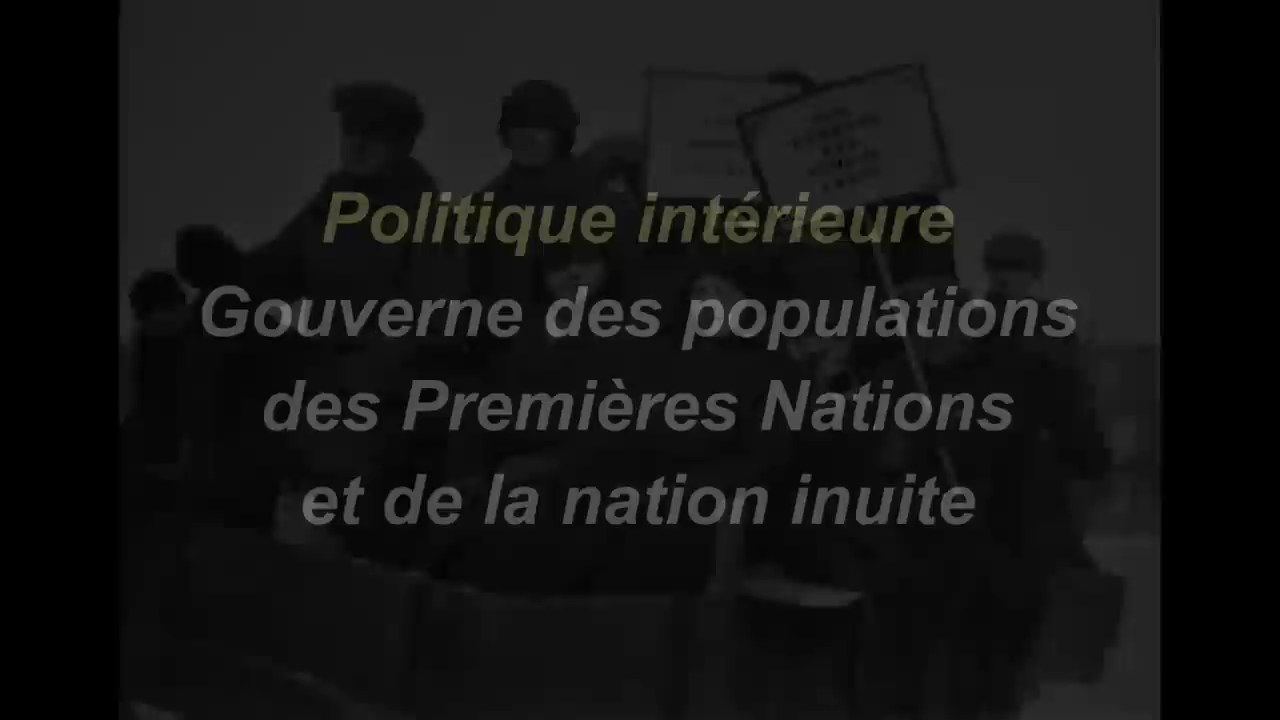 Politique intérieure
Gouverne des populations
des Premières Nations
et de la nation inuite